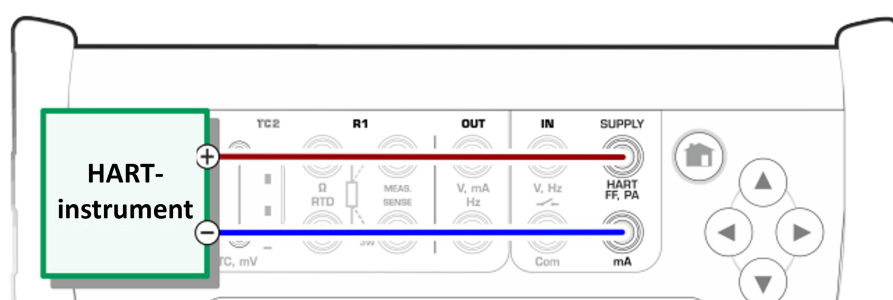 TC2
R1
OUT
IN
SUPPLY
HART-
instrument
+
Ω
RTD
MEAS.
SENSE
V, mA
Hz
V, Hz
HART
FF, PA
−
TC, mV
Com
mA